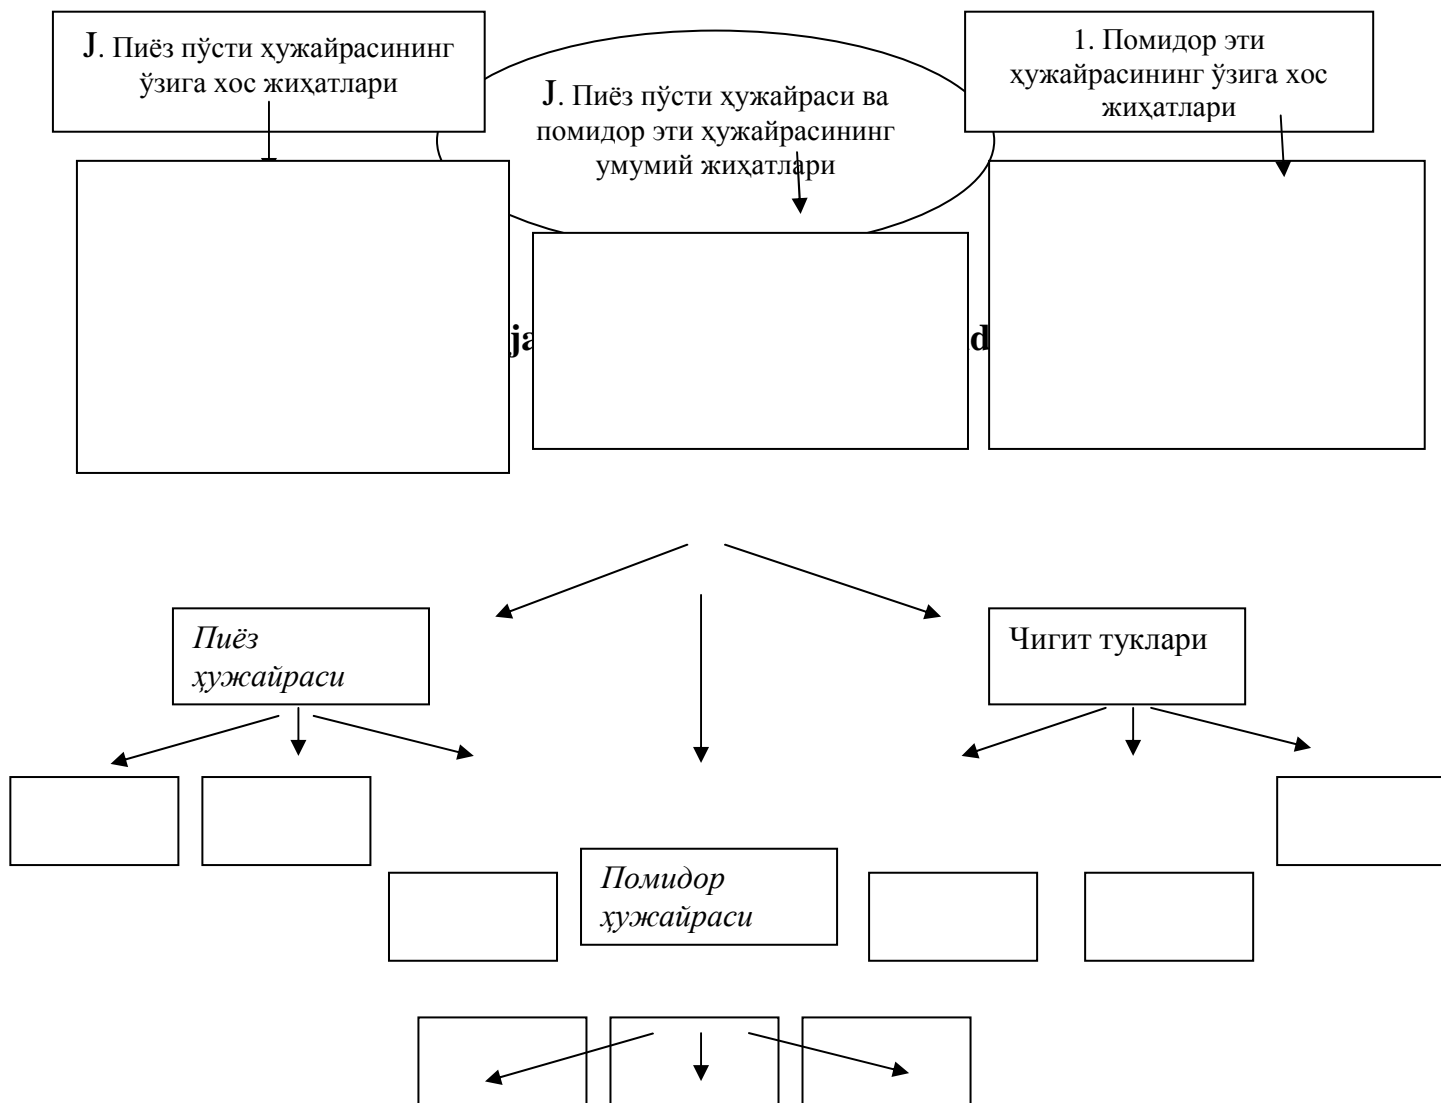 J. Пиёз пўсти ҳужайрасининг
ўзига хос жиҳатлари
J. Пиёз пўсти ҳужайраси ва
помидор эти ҳужайрасининг
умумий жиҳатлари
1. Помидор эти
ҳужайрасининг ўзига хос
жиҳатлари
Пиёз
ҳужайраси
Чигит туклари
Помидор
ҳужайраси